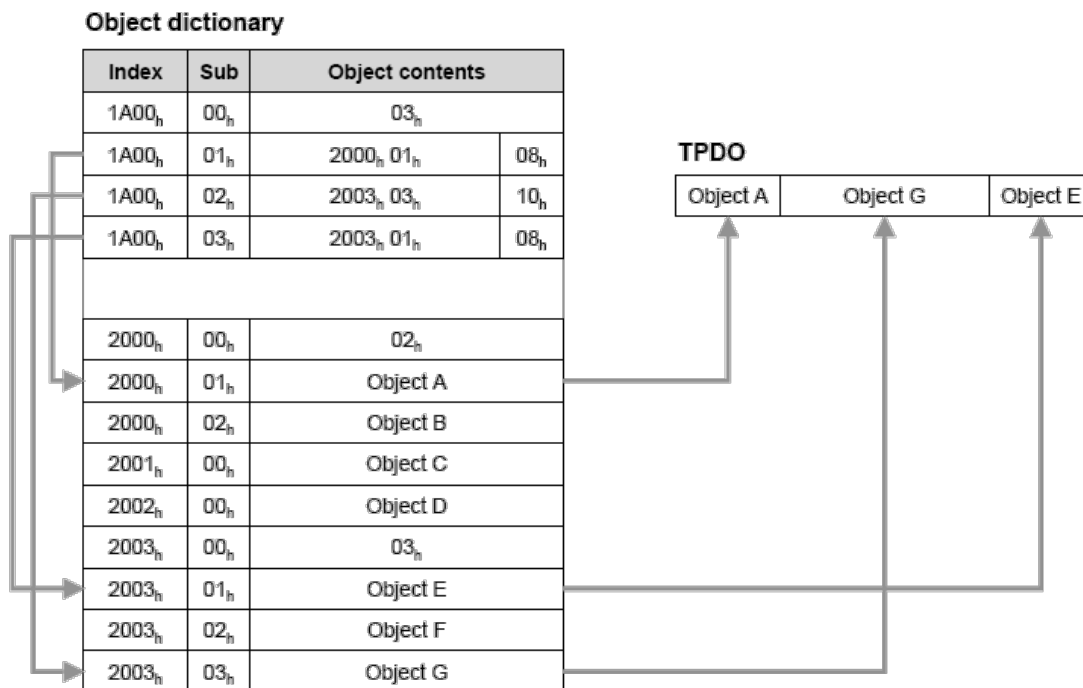 Object dictionary
Index Sub Object contents
1A00h 00h 03h
1A00h 01h 2000h 01h 08h
1A00h 02h 2003h 03h 10h
1A00h 03h 2003h 01h 08h
2000h 00h 02h
2000h 01h Object A
2000h 02h Object B
2001h 00h Object C
2002h 00h Object D
2003h 00h 03h
2003h 01h Object E
2003h 02h Object F
2003h 03h Object G
TPDO
Object A Object G Object E